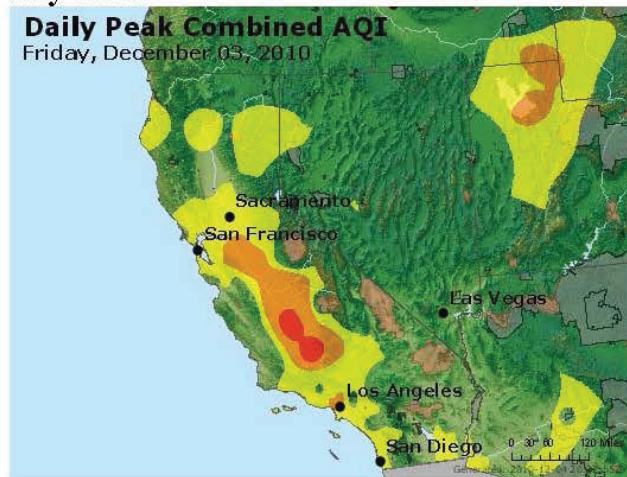 Daily Peak Combined AQI
Friday, December 03, 2010
Sacramento
San Francisco
Las Vegas
Los Angeles
San Diego
0 30 60 120 Miles